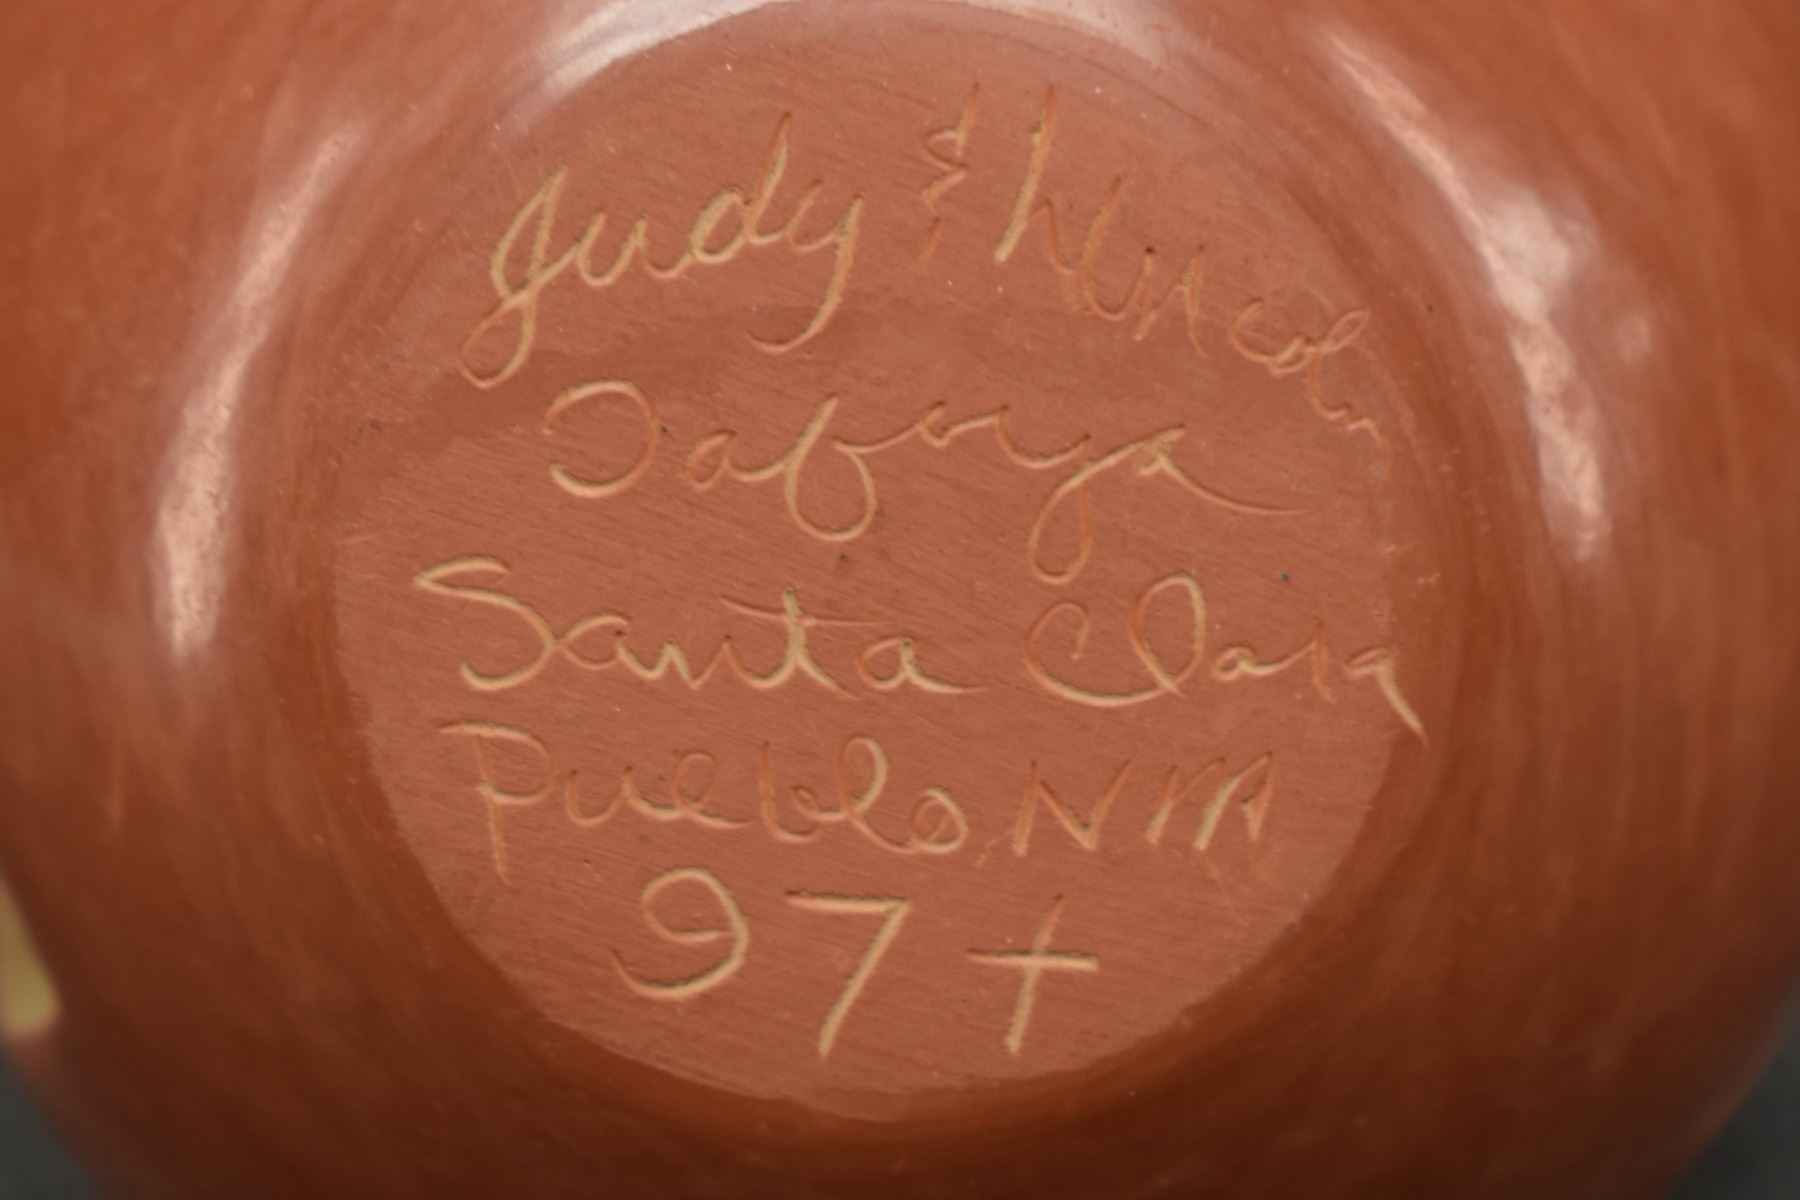 Judy & Lincoln
Tafoya
Santa Clara
Pueblo NM
97 +